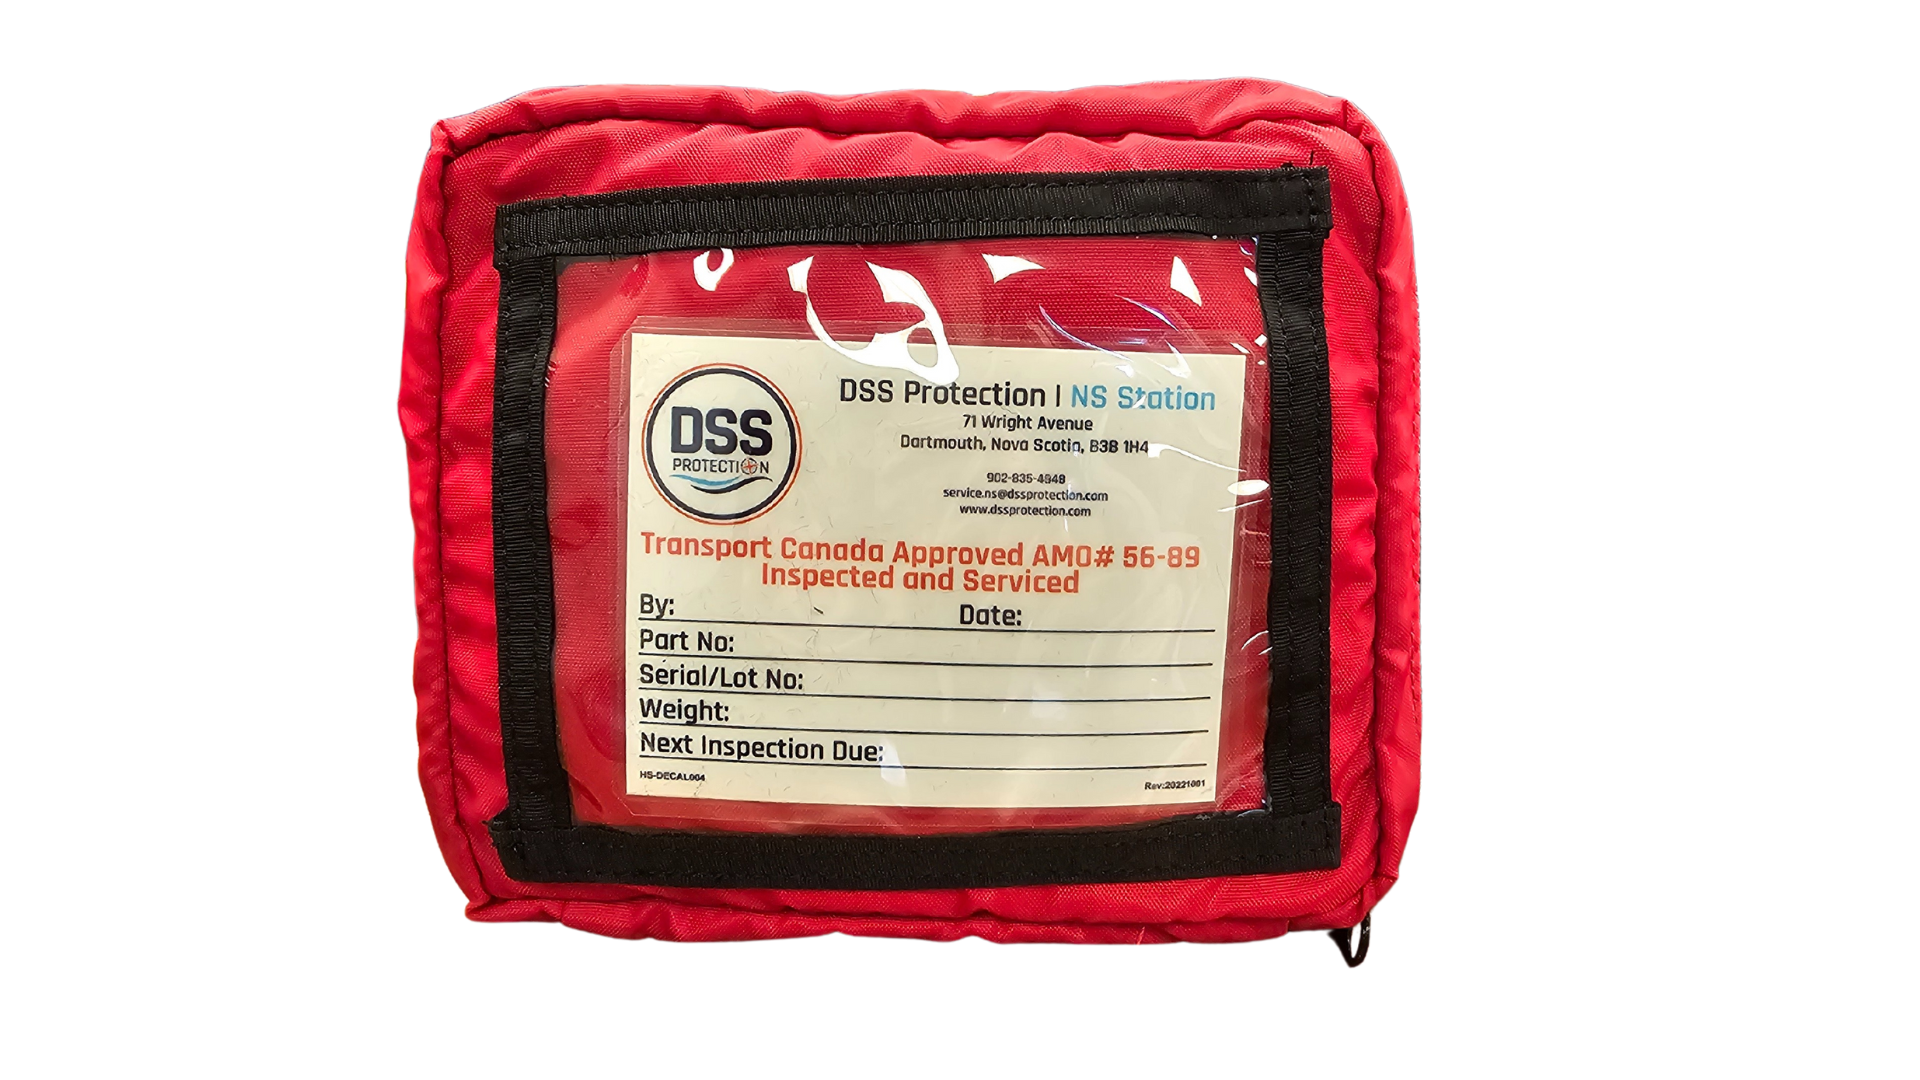 DSS
PROTECTION
DSS Protection | NS Station
71 Wright Avenue
Dartmouth, Nova Scotia, B3B 1H4
902-835-4848
service.ns@dssprotection.com
www.dssprotection.com
Transport Canada Approved AMO# 56-89
Inspected and Serviced
By: Date:
Part No:
Serial/Lot No:
Weight:
Next Inspection Due:
HS-DECAL004 Rev:20221001